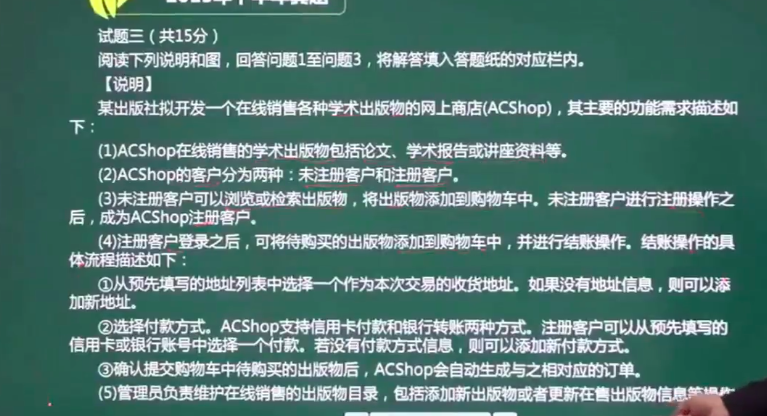 试题三（共15分）
阅读下列说明和图，回答问题1至问题3，将解答填入答题纸的对应栏内。
【说明】
某出版社拟开发一个在线销售各种学术出版物的网上商店(ACShop)，其主要的功能需求描述如
下：
(1)ACShop在线销售的学术出版物包括论文、学术报告或讲座资料等。
(2)ACShop的客户分为两种：未注册客户和注册客户。
(3)未注册客户可以浏览或检索出版物，将出版物添加到购物车中。未注册客户进行注册操作之
后，成为ACShop注册客户。
(4)注册客户登录之后，可将待购买的出版物添加到购物车中，并进行结账操作。结账操作的具
体流程描述如下：
①从预先填写的地址列表中选择一个作为本次交易的收货地址。如果没有地址信息，则可以添
加新地址。
②选择付款方式。ACShop支持信用卡付款和银行转账两种方式。注册客户可以从预先填写的
信用卡或银行账号中选择一个付款。若没有付款方式信息，则可以添加新付款方式。
③确认提交购物车中待购买的出版物后，ACShop会自动生成与之相对应的订单。
(5)管理员负责维护在线销售的出版物目录，包括添加新出版物或者更新在售出版物信息等操作